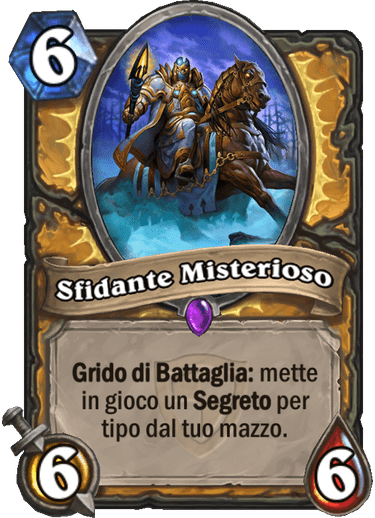 6
Sfidante Misterioso
Grido di Battaglia: mette
in gioco un Segreto per
tipo dal tuo mazzo.
6
6